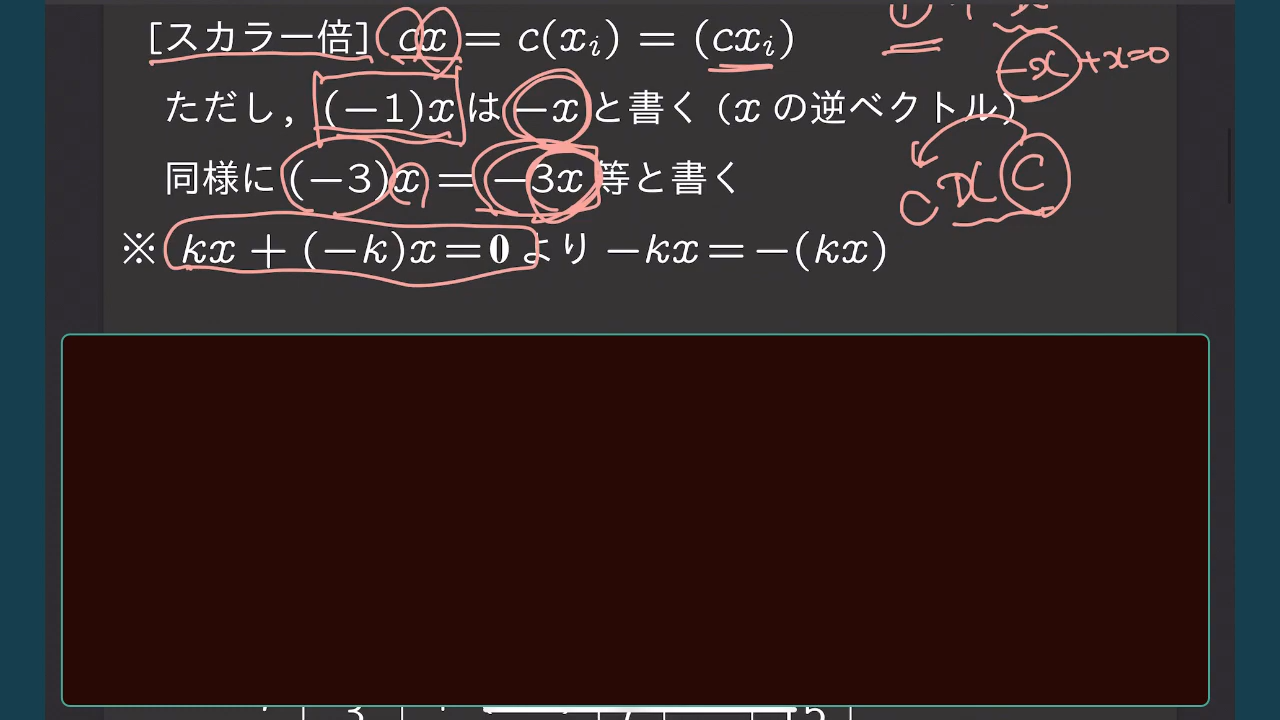 [スカラー倍] cx = c(xᵢ) = (cxᵢ)
-x +x=0
ただし, (−1)x は −x と書く (x の逆ベクトル)
同様に (−3)x = −3x 等と書く
C x C
※ kx + (−k)x = 0 より −kx = −(kx)